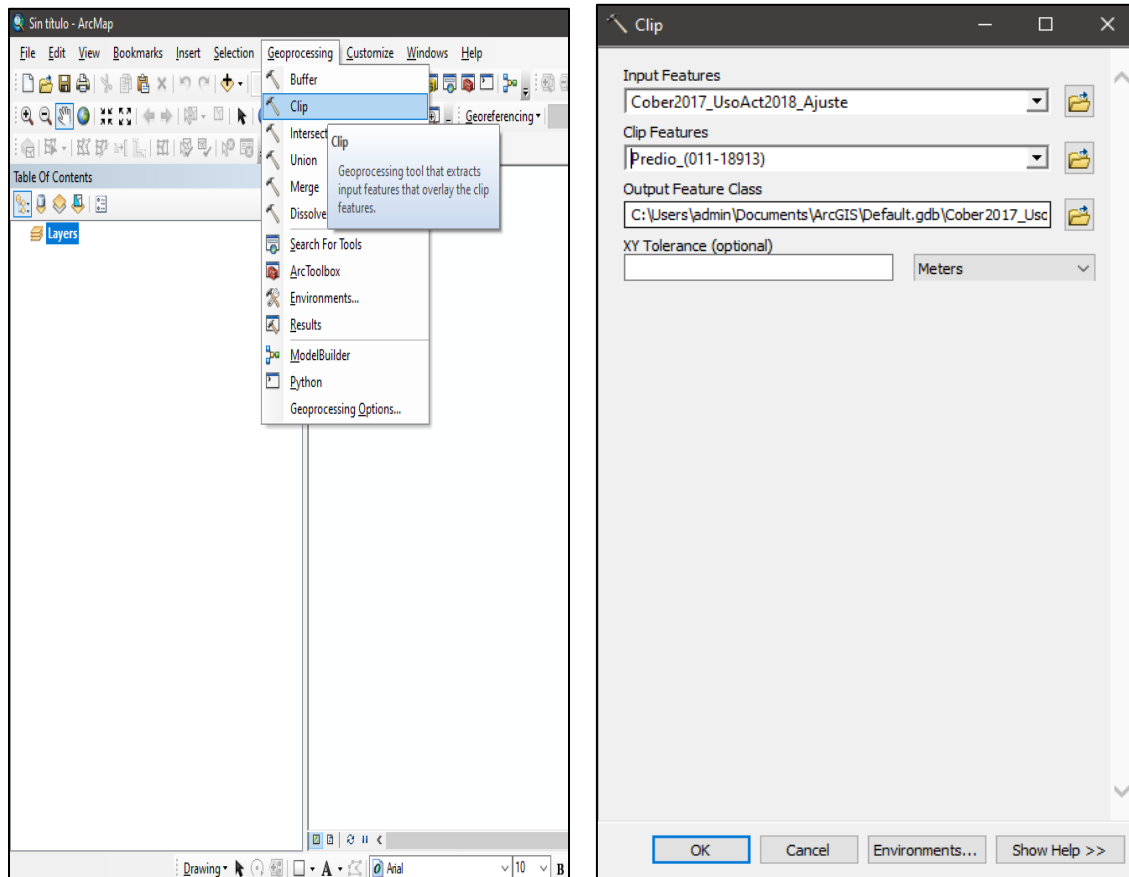 Sin título - ArcMap
File Edit View Bookmarks Insert Selection Geoprocessing Customize Windows Help
Buffer
Clip
Georeferencing
Intersect
Clip
Geoprocessing tool that extracts
input features that overlay the clip
features.
Union
Merge
Dissolve
Table Of Contents
Layers
Search For Tools
ArcToolbox
Environments...
Results
ModelBuilder
Python
Geoprocessing Options...
Drawing
A
Arial
10
B
Clip
Input Features
Cober2017_UsoAct2018_Ajuste
Clip Features
Predio_(011-18913)
Output Feature Class
C:\Users\admin\Documents\ArcGIS\Default.gdb\Cober2017_Usc
XY Tolerance (optional)
Meters
OK Cancel Environments... Show Help >>